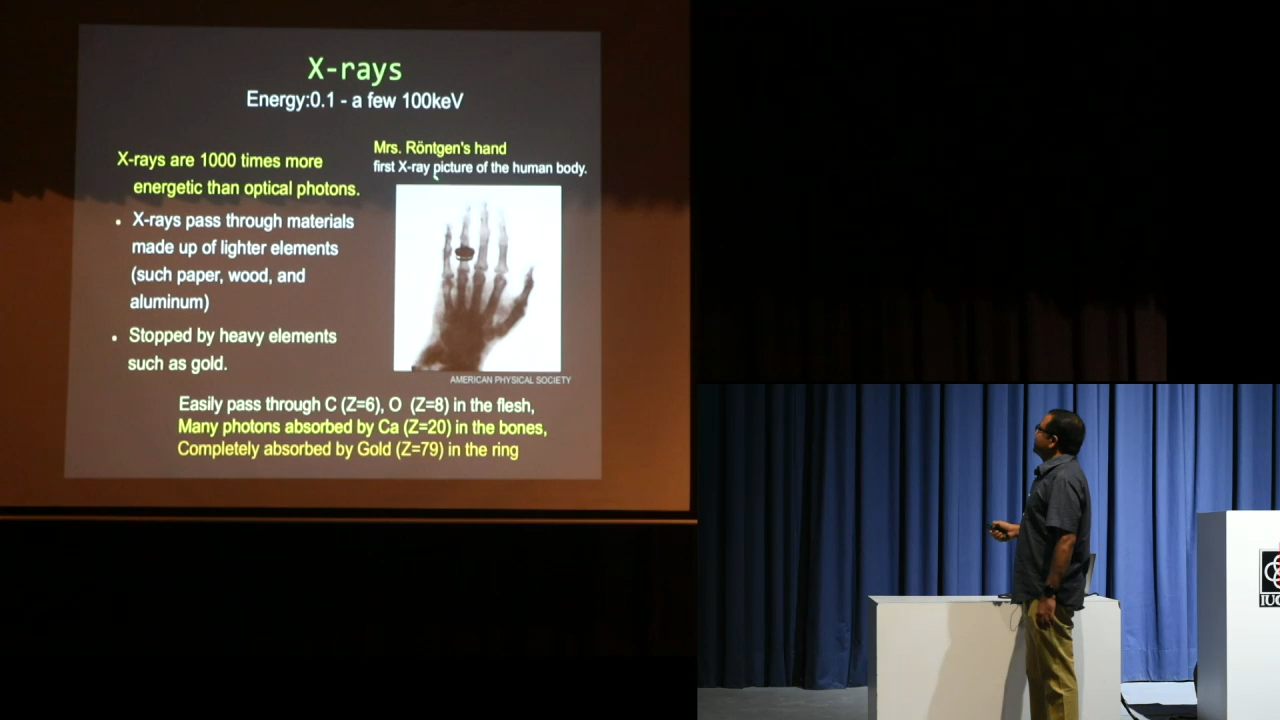 X-rays
Energy:0.1 - a few 100keV
X-rays are 1000 times more
energetic than optical photons.
• X-rays pass through materials
made up of lighter elements
(such paper, wood, and
aluminum)
• Stopped by heavy elements
such as gold.
Mrs. Röntgen's hand
first X-ray picture of the human body.
AMERICAN PHYSICAL SOCIETY
Easily pass through C (Z=6), O (Z=8) in the flesh,
Many photons absorbed by Ca (Z=20) in the bones,
Completely absorbed by Gold (Z=79) in the ring